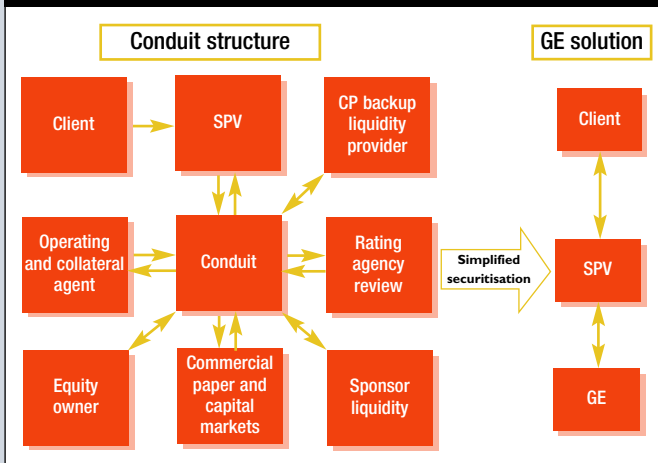 Conduit structure
GE solution
Client
SPV
CP backup
liquidity
provider
Client
Operating
and collateral
agent
Conduit
Rating
agency
review
Simplified
securitisation
SPV
Equity
owner
Commercial
paper and
capital
markets
Sponsor
liquidity
GE